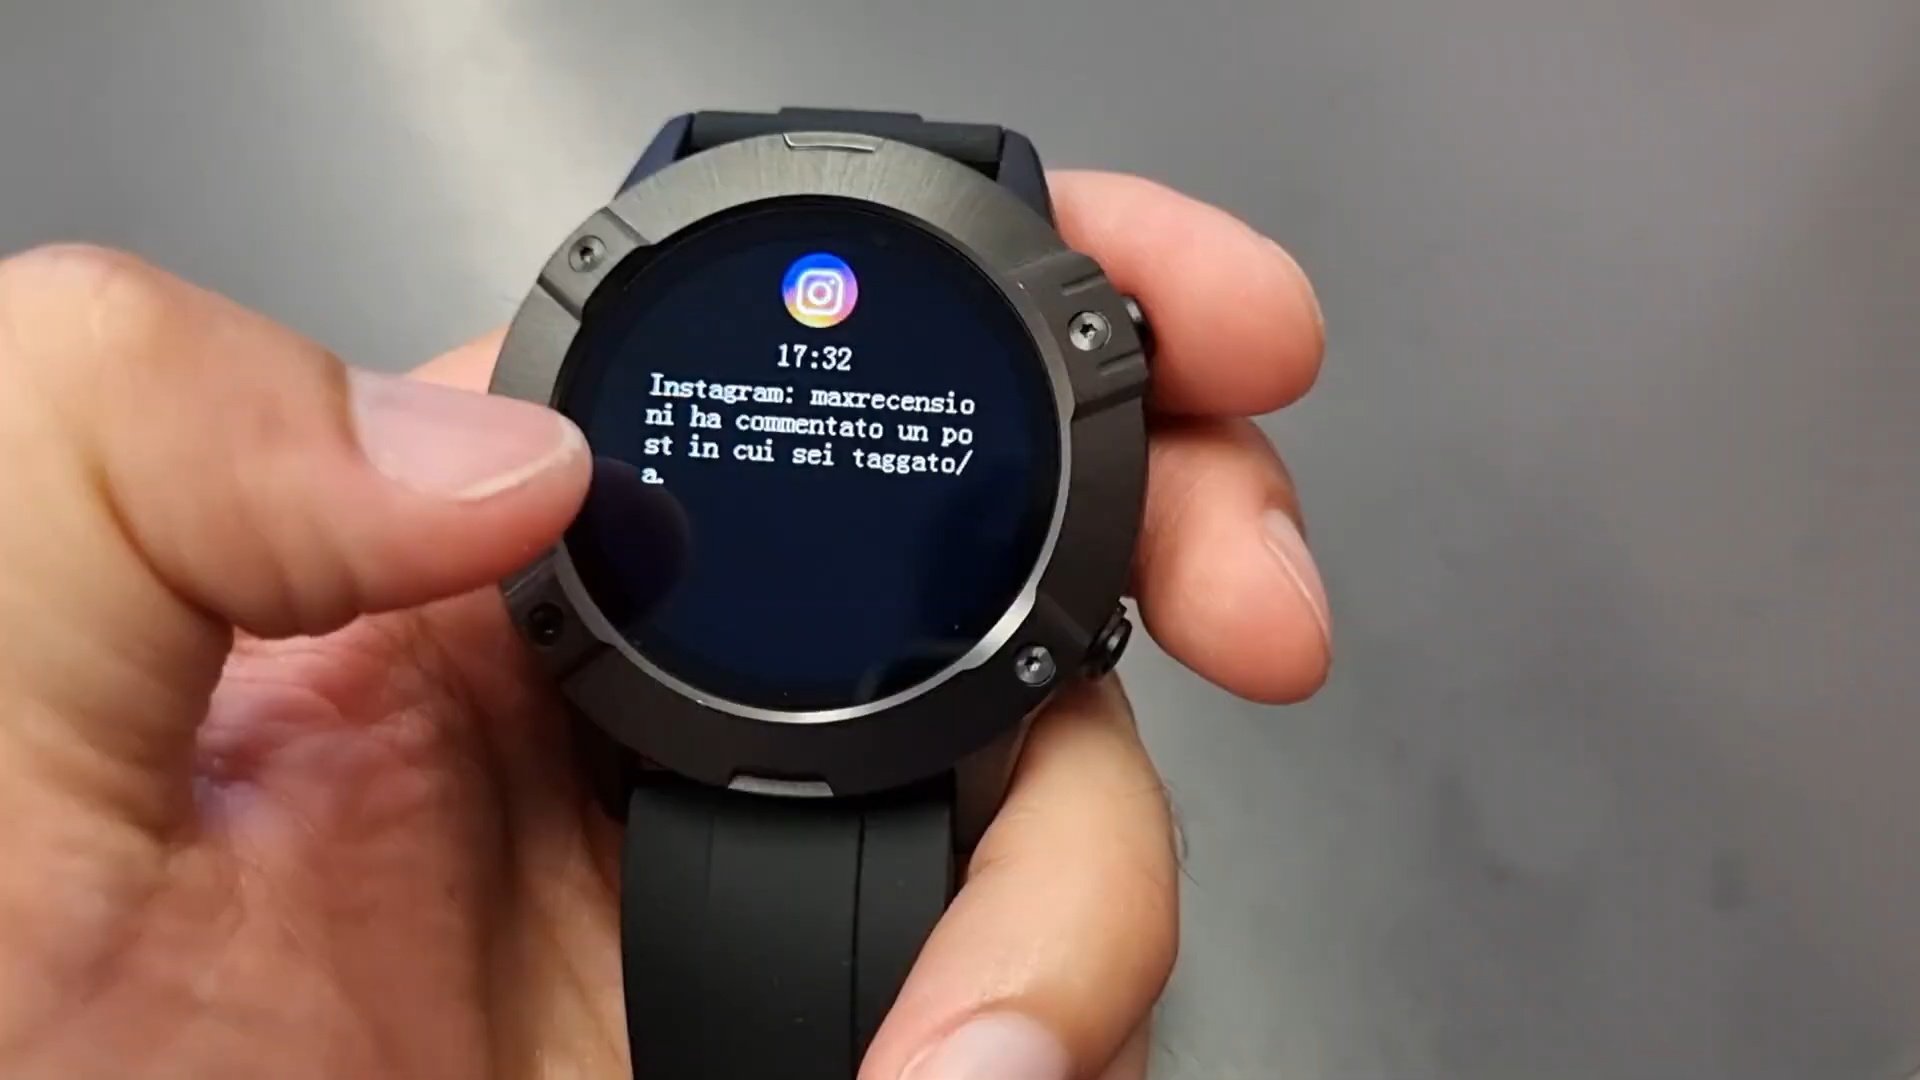 17:32
Instagram: maxrecensio
ni ha commentato un po
st in cui sei taggato/
a.